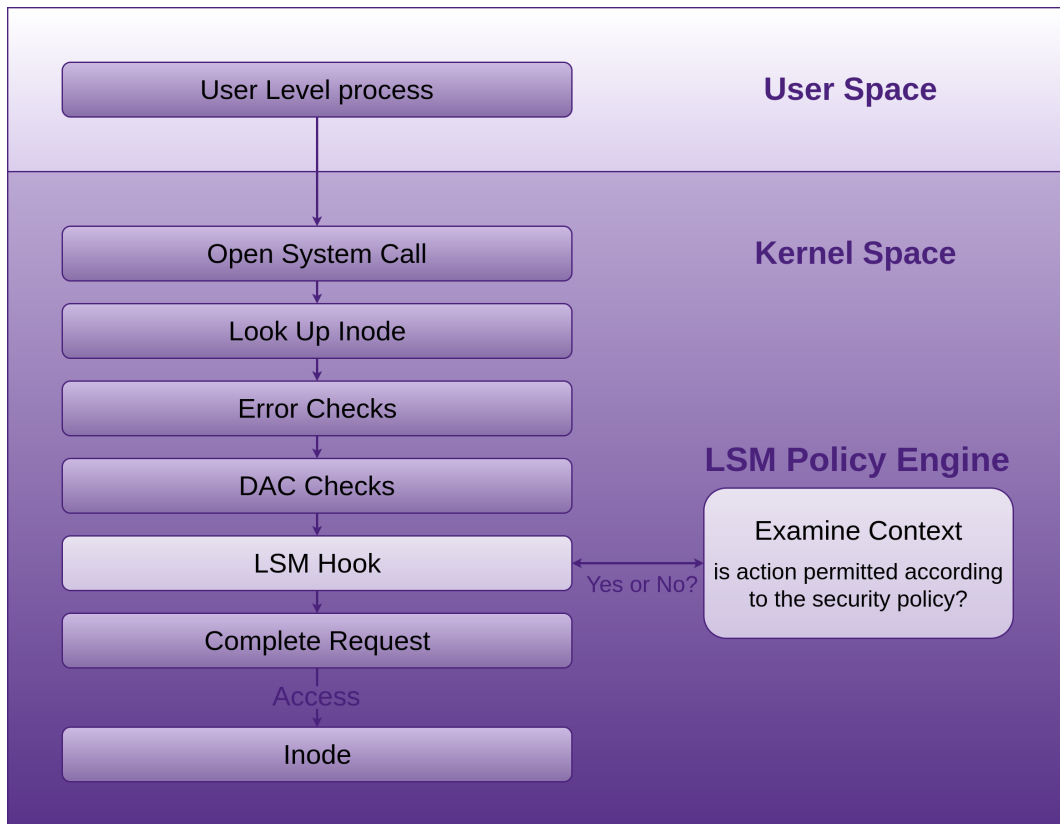 User Level process
User Space
Open System Call
Kernel Space
Look Up Inode
Error Checks
DAC Checks
LSM Hook
Yes or No?
LSM Policy Engine
Examine Context
is action permitted according
to the security policy?
Complete Request
Access
Inode